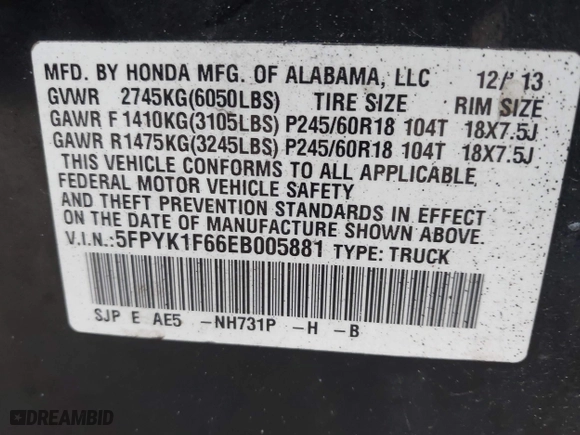 MFD. BY HONDA MFG. OF ALABAMA, LLC 12/'13
GVWR 2745KG(6050LBS) TIRE SIZE RIM SIZE
GAWR F1410KG(3105LBS) P245/60R18 104T 18X7.5J
GAWR R1475KG(3245LBS) P245/60R18 104T 18X7.5J
THIS VEHICLE CONFORMS TO ALL APPLICABLE
FEDERAL MOTOR VEHICLE SAFETY
AND THEFT PREVENTION STANDARDS IN EFFECT
ON THE DATE OF MANUFACTURE SHOWN ABOVE.
V.I.N.:5FPYK1F66EB005881 TYPE: TRUCK
SJP E AE5 -NH731P -H -B
DREAMBID